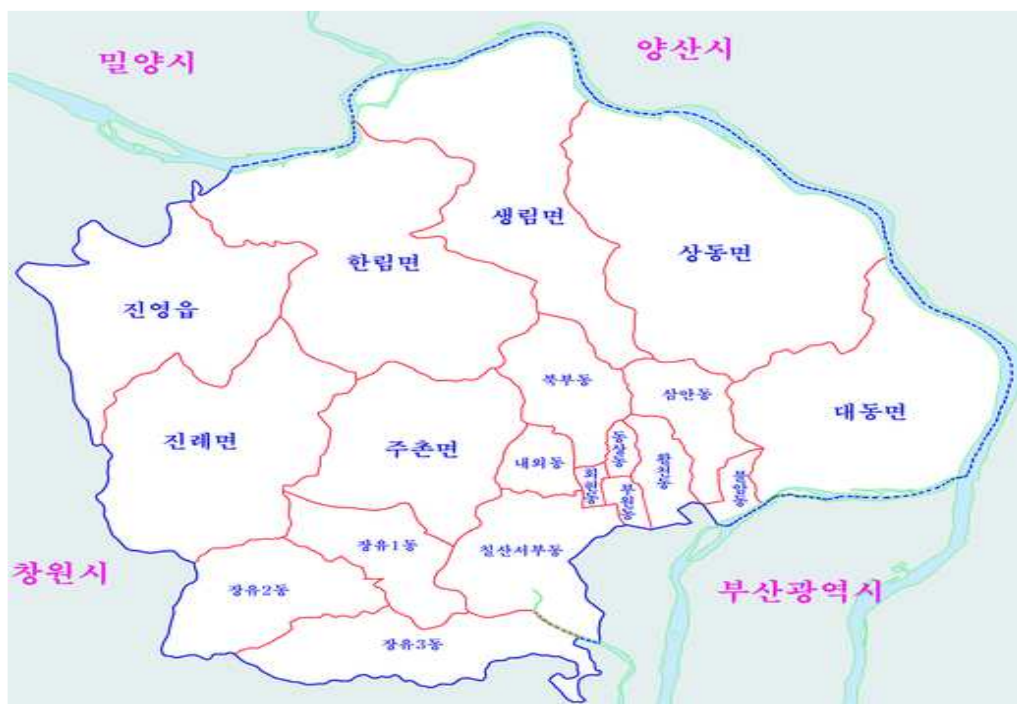 밀양시
양산시
생림면
상동면
한림면
진영읍
북부동
삼안동
대동면
진례면
주촌면
내외동
동상동
회현동
부원동
활천동
불암동
장유1동
칠산서부동
창원시
장유2동
부산광역시
장유3동